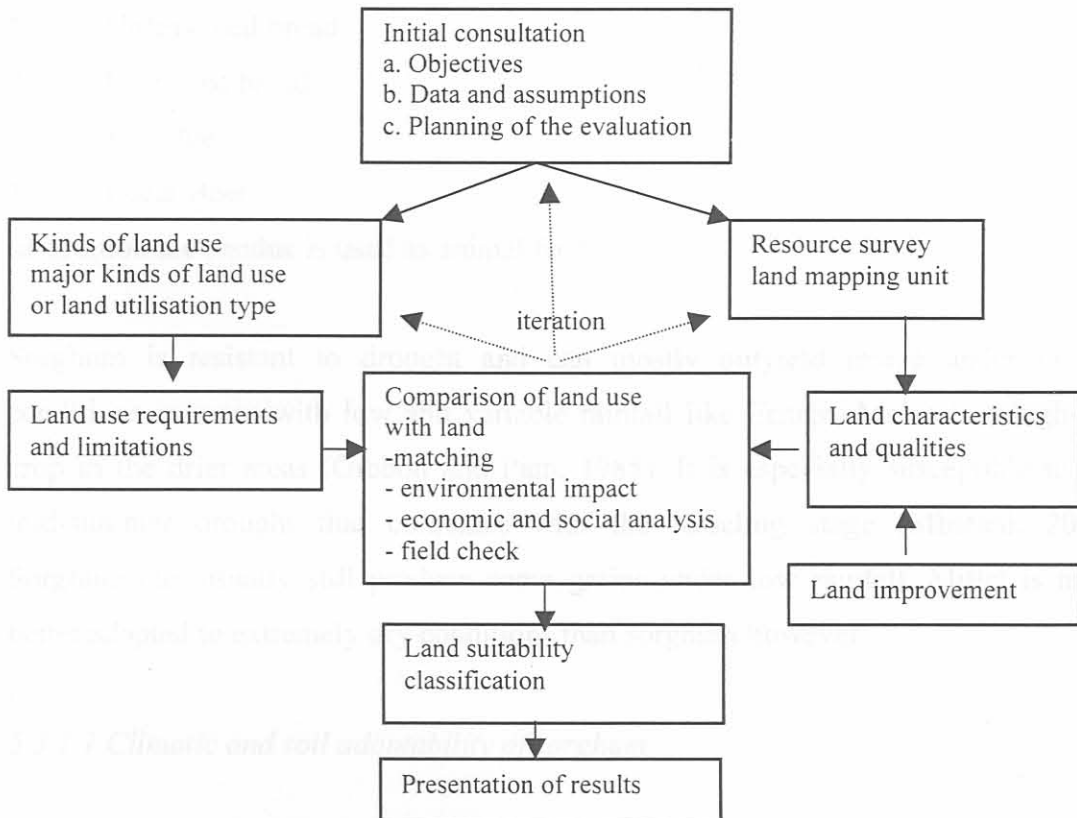 Initial consultation
a. Objectives
b. Data and assumptions
c. Planning of the evaluation
Kinds of land use
major kinds of land use
or land utilisation type
Resource survey
land mapping unit
iteration
Land use requirements
and limitations
Comparison of land use
with land
-matching
- environmental impact
- economic and social analysis
- field check
Land characteristics
and qualities
Land improvement
Land suitability
classification
Presentation of results